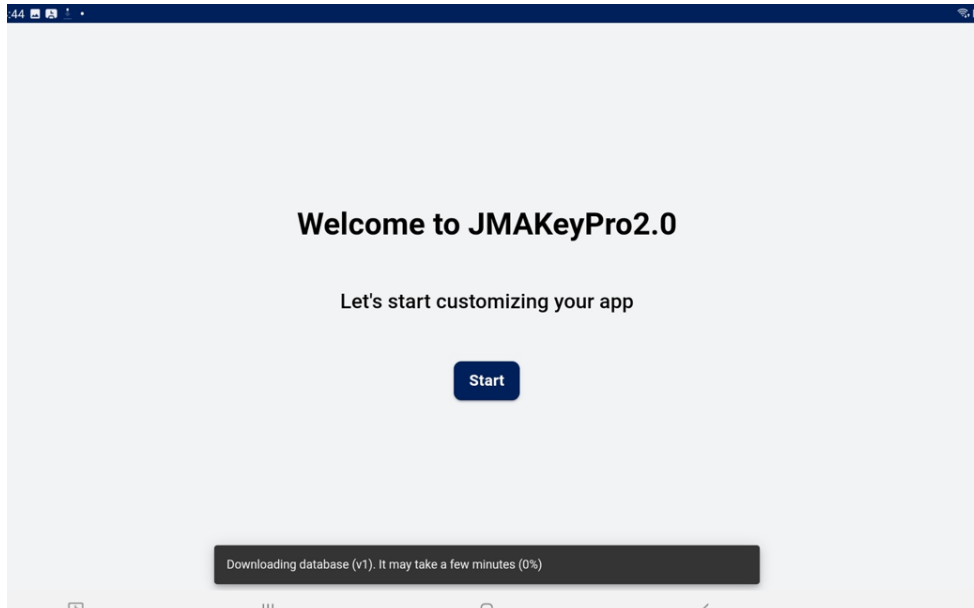 :44
Welcome to JMAKeyPro2.0
Let's start customizing your app
Start
Downloading database (v1). It may take a few minutes (0%)